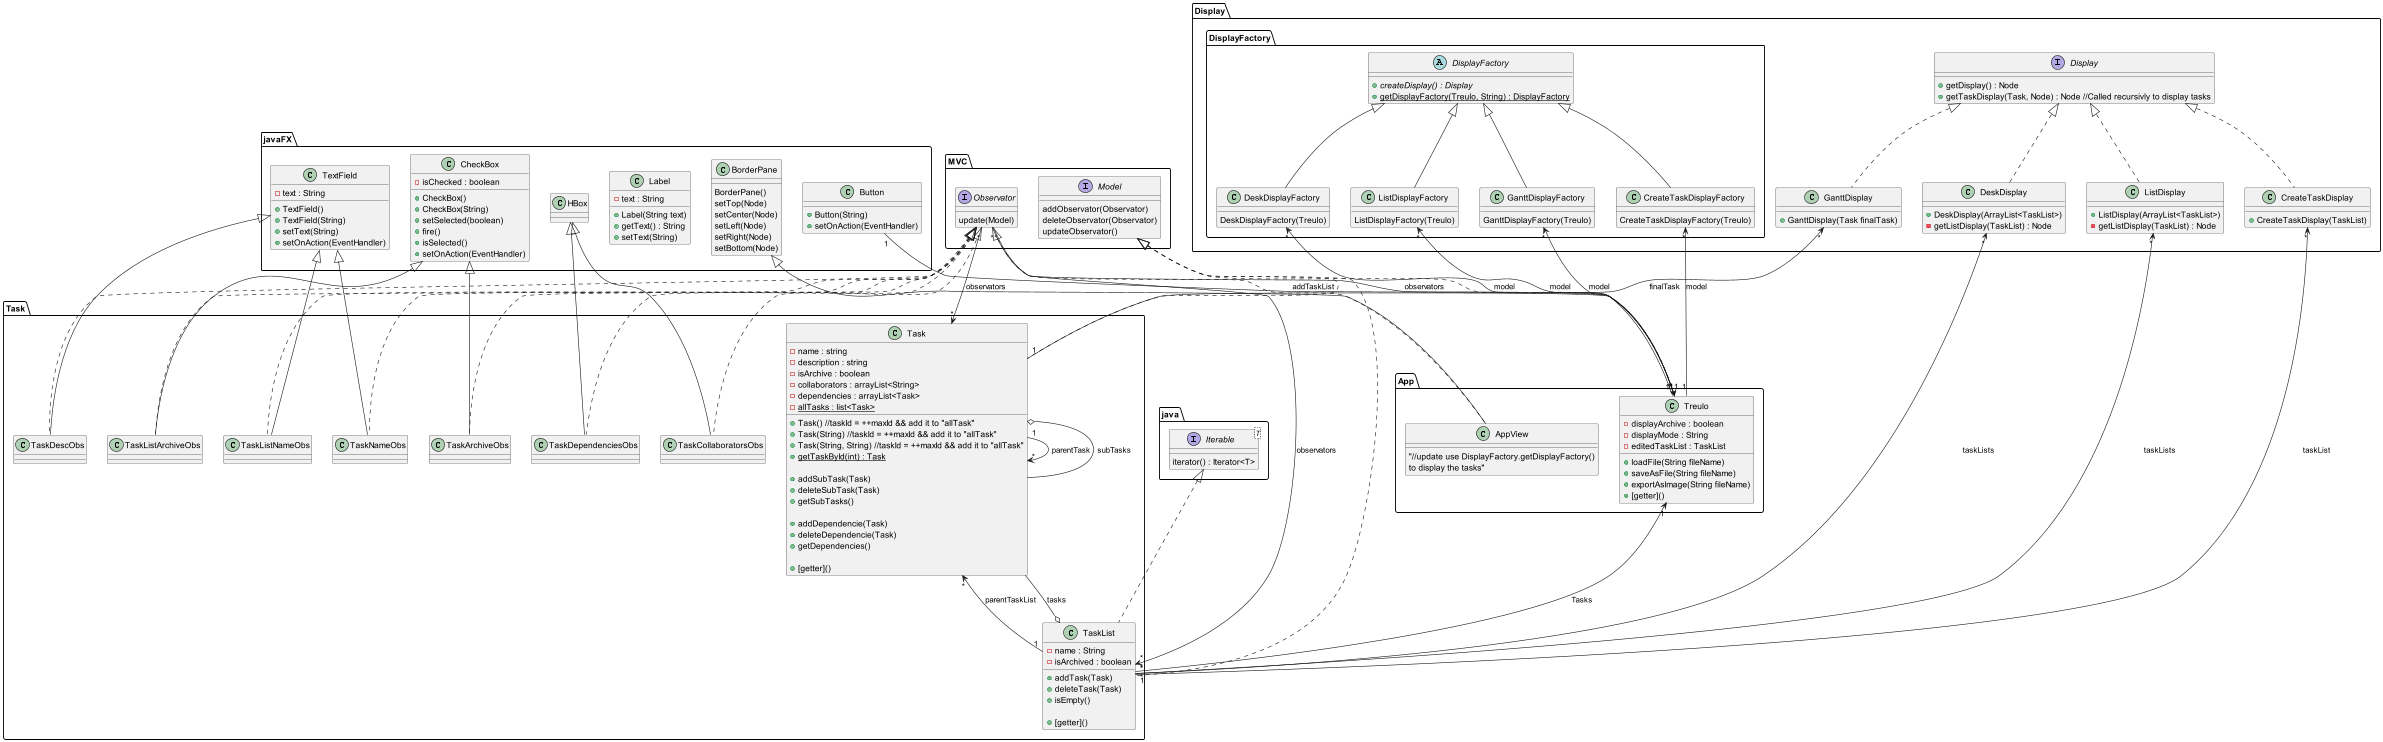 Display
DisplayFactory
A DisplayFactory
createDisplay() : Display
getDisplayFactory(Treulo, String) : DisplayFactory
I Display
getDisplay() : Node
getTaskDisplay(Task, Node) : Node //Called recursivly to display tasks
C DeskDisplayFactory
DeskDisplayFactory(Treulo)
C ListDisplayFactory
ListDisplayFactory(Treulo)
C GanttDisplayFactory
GanttDisplayFactory(Treulo)
C CreateTaskDisplayFactory
CreateTaskDisplayFactory(Treulo)
C GanttDisplay
GanttDisplay(Task finalTask)
C DeskDisplay
DeskDisplay(ArrayList<TaskList>)
getListDisplay(TaskList) : Node
C ListDisplay
ListDisplay(ArrayList<TaskList>)
getListDisplay(TaskList) : Node
C CreateTaskDisplay
CreateTaskDisplay(TaskList)
javaFX
C TextField
text : String
TextField()
TextField(String)
setText(String)
setOnAction(EventHandler)
C CheckBox
isChecked : boolean
CheckBox()
CheckBox(String)
setSelected(boolean)
fire()
isSelected()
setOnAction(EventHandler)
C HBox
C Label
text : String
Label(String text)
getText() : String
setText(String)
C BorderPane
BorderPane()
setTop(Node)
setCenter(Node)
setLeft(Node)
setRight(Node)
setBottom(Node)
C Button
Button(String)
setOnAction(EventHandler)
1
MVC
I Observator
update(Model)
I Model
addObservator(Observator)
deleteObservator(Observator)
updateObservator()
observators
addTaskList
observators
model
model
model
finalTask
model
Task
C Task
name : string
description : string
isArchive : boolean
collaborators : arrayList<String>
dependencies : arrayList<Task>
allTasks : list<Task>
Task() //taskId = ++maxId && add it to "allTask"
Task(String) //taskId = ++maxId && add it to "allTask"
Task(String, String) //taskId = ++maxId && add it to "allTask"
getTaskById(int) : Task
addSubTask(Task)
deleteSubTask(Task)
getSubTasks()
addDependencie(Task)
deleteDependencie(Task)
getDependencies()
[getter]()
1
1
*
parentTask
subTasks
C TaskDescObs
C TaskListArchiveObs
C TaskListNameObs
C TaskNameObs
C TaskArchiveObs
C TaskDependenciesObs
C TaskCollaboratorsObs
java
I Iterable
T
iterator() : Iterator<T>
observators
App
C AppView
"//update use DisplayFactory.getDisplayFactory()
to display the tasks"
C Treulo
displayArchive : boolean
displayMode : String
editedTaskList : TaskList
loadFile(String fileName)
saveAsFile(String fileName)
exportAsImage(String fileName)
[getter]()
1
taskLists
taskLists
taskList
*
parentTaskList
tasks
Tasks
1
C TaskList
name : String
isArchived : boolean
addTask(Task)
deleteTask(Task)
isEmpty()
[getter]()
1